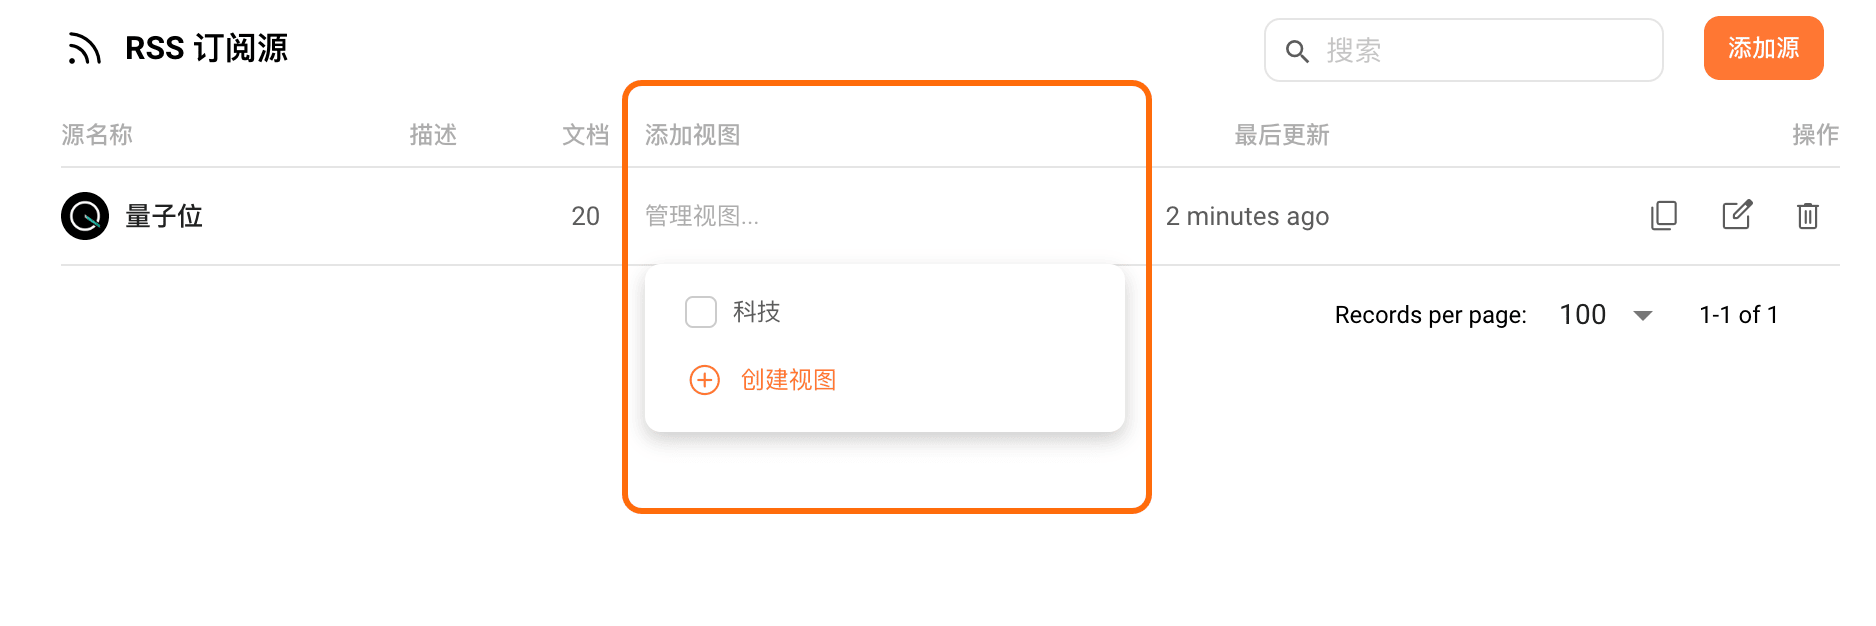 RSS 订阅源
搜索
添加源
源名称 描述 文档 添加视图 最后更新 操作
量子位 20 管理视图... 2 minutes ago
科技
创建视图
Records per page: 100 1-1 of 1